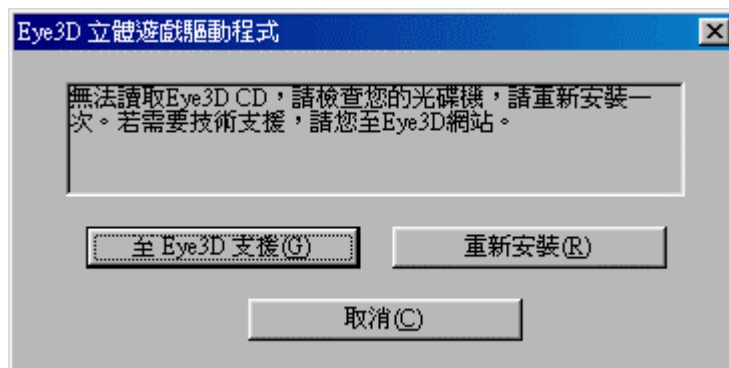 Eye3D 立體遊戲驅動程式
無法讀取Eye3D CD，請檢查您的光碟機，請重新安裝一
次。若需要技術支援，請您至Eye3D網站。
至 Eye3D 支援(G)
重新安裝(R)
取消(C)